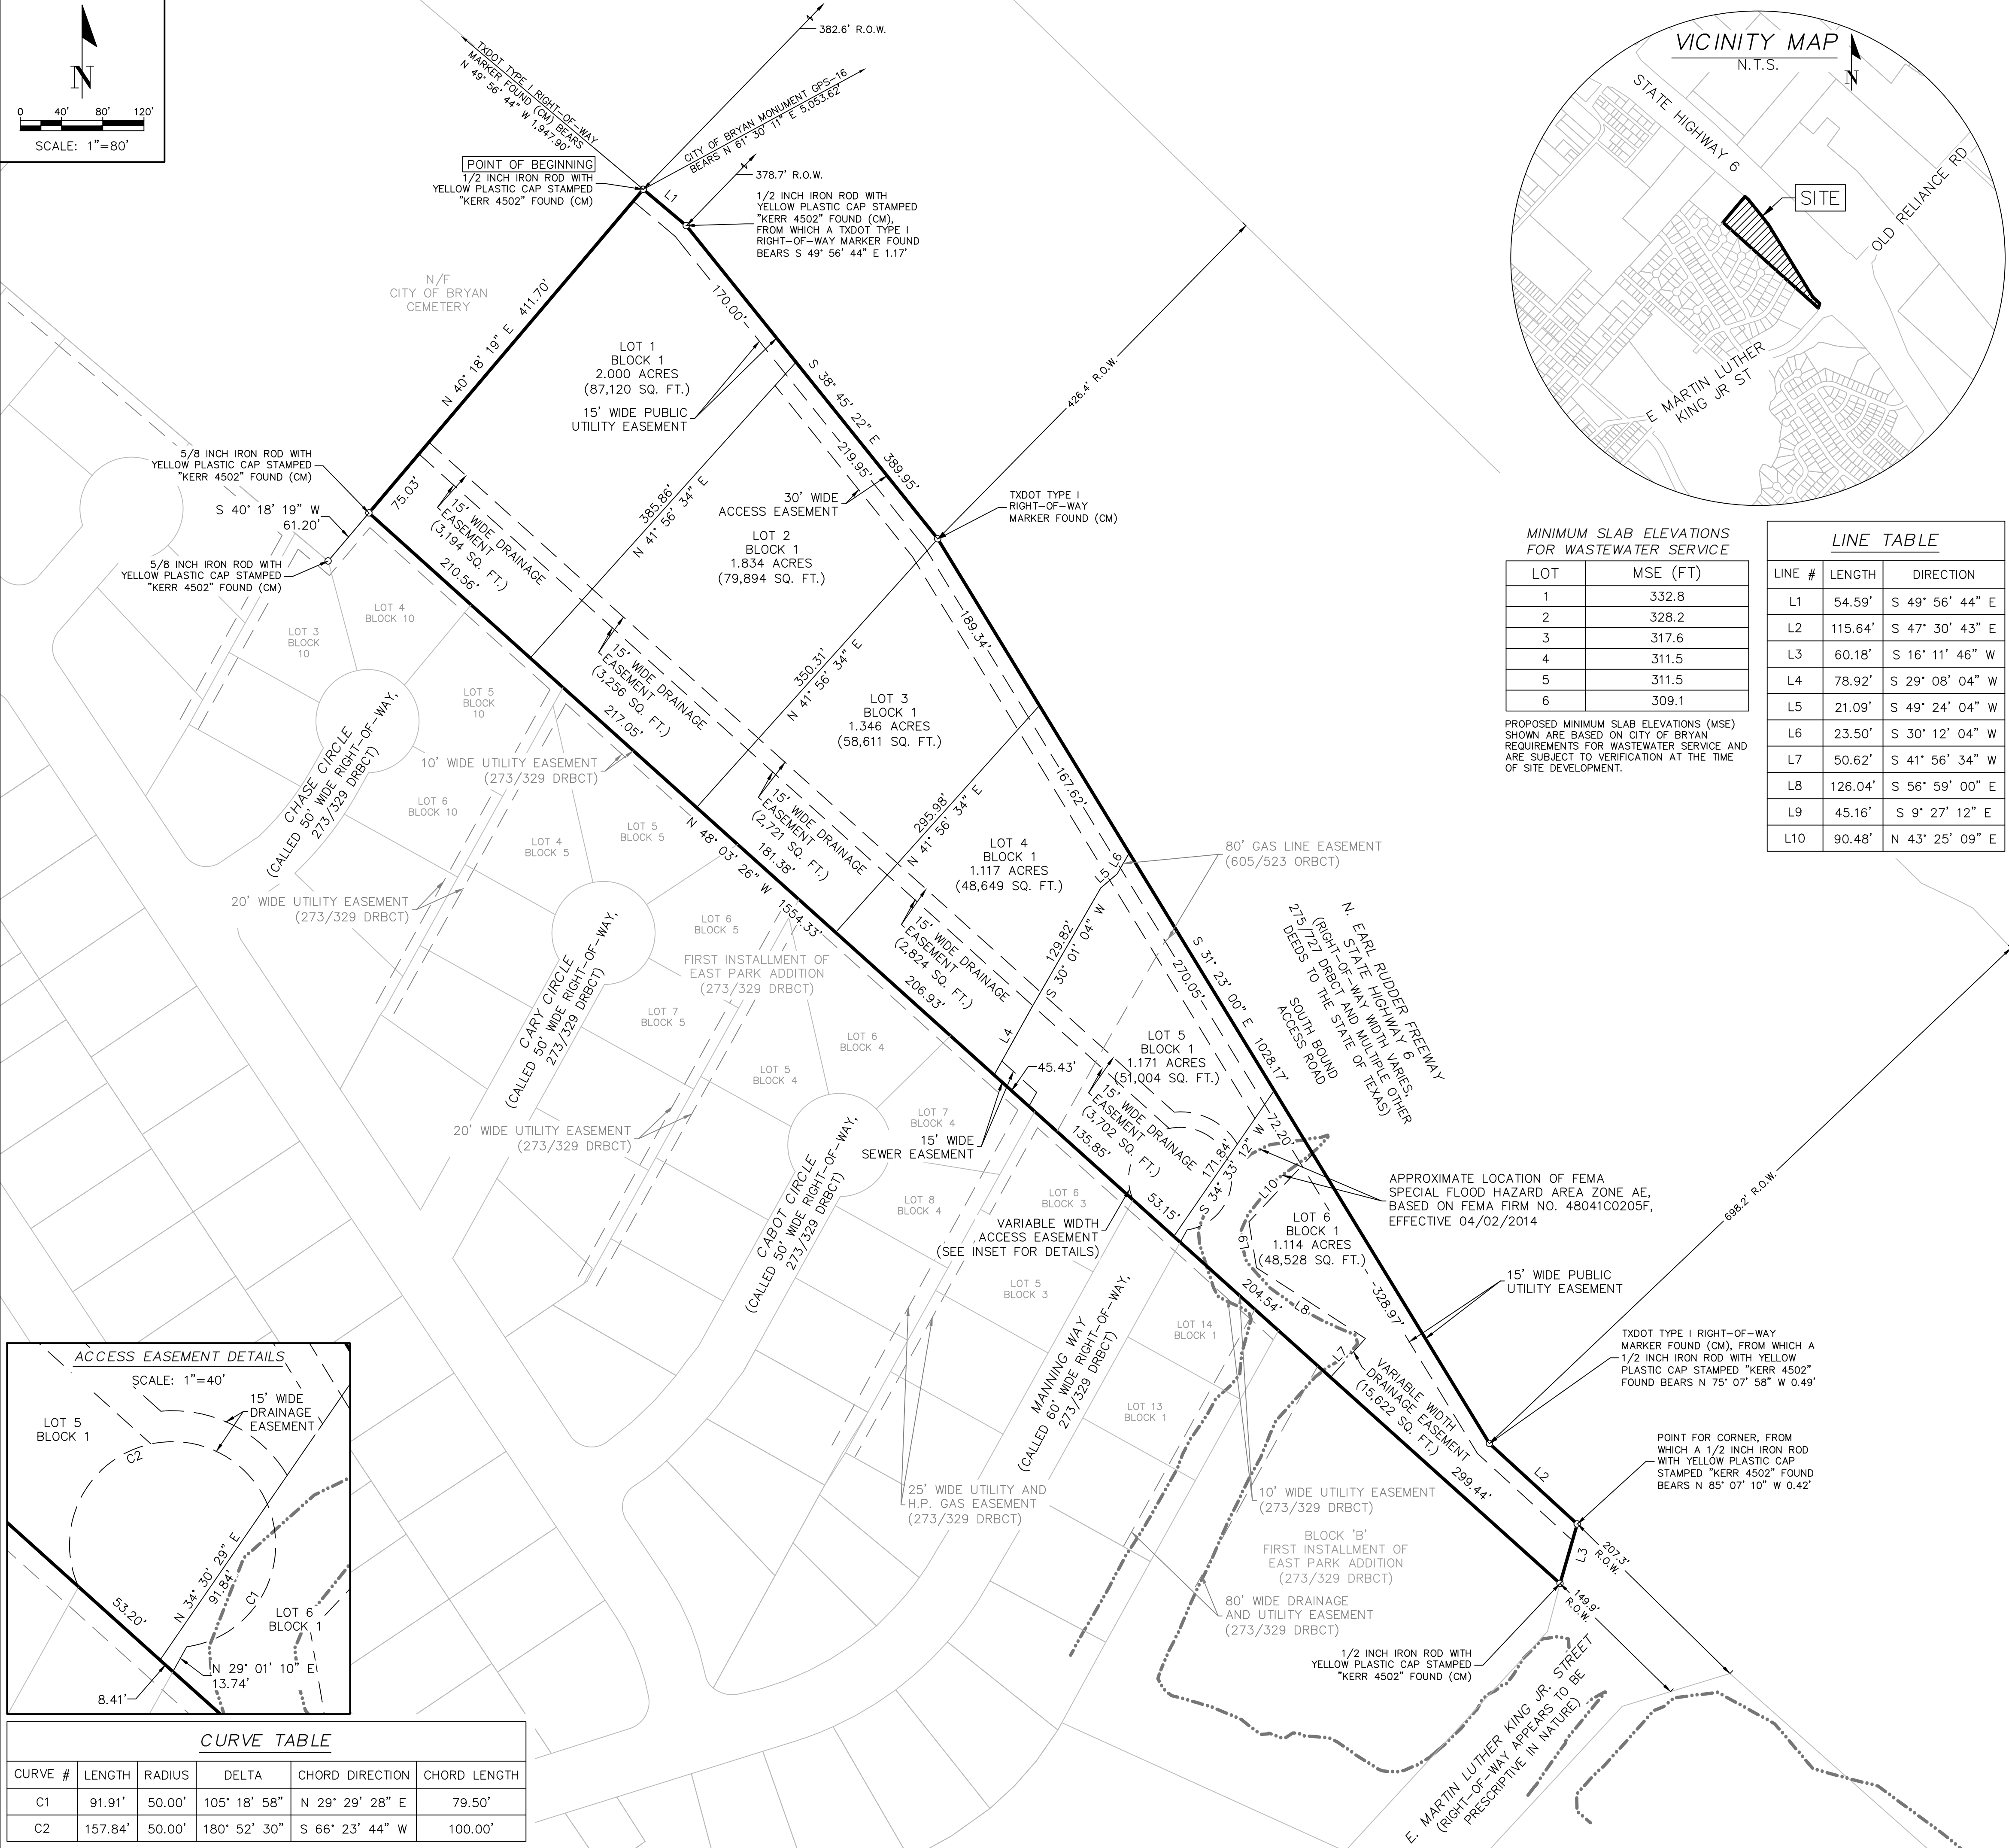 N
0 40' 80' 120'
SCALE: 1"=80'
TXDOT TYPE I RIGHT-OF-WAY
MARKER FOUND (CM) BEARS
N 49° 56' 44" W 1,947.90'
N
382.6' R.O.W.
CITY OF BRYAN MONUMENT GPS-16
BEARS N 61° 30' 11" E 5,053.62'
POINT OF BEGINNING
1/2 INCH IRON ROD WITH
YELLOW PLASTIC CAP STAMPED
"KERR 4502" FOUND (CM)
L1
378.7' R.O.W.
1/2 INCH IRON ROD WITH
YELLOW PLASTIC CAP STAMPED
"KERR 4502" FOUND (CM),
FROM WHICH A TXDOT TYPE I
RIGHT-OF-WAY MARKER FOUND
BEARS S 49° 56' 44" E 1.17'
VICINITY MAP
N.T.S.
N
STATE HIGHWAY 6
SITE
OLD RELIANCE RD
E MARTIN LUTHER
KING JR ST
N/F
CITY OF BRYAN
CEMETERY
N 40° 18' 19" E 411.70'
170.00'
LOT 1
BLOCK 1
2.000 ACRES
(87,120 SQ. FT.)
15' WIDE PUBLIC
UTILITY EASEMENT
S 38° 45' 22" E 389.95'
426.4' R.O.W.
5/8 INCH IRON ROD WITH
YELLOW PLASTIC CAP STAMPED
"KERR 4502" FOUND (CM)
75.03'
S 40° 18' 19" W
61.20'
5/8 INCH IRON ROD WITH
YELLOW PLASTIC CAP STAMPED
"KERR 4502" FOUND (CM)
15' WIDE DRAINAGE
EASEMENT
(3,194 SQ. FT.)
210.56'
385.86'
N 41° 56' 34" E
219.95'
30' WIDE
ACCESS EASEMENT
LOT 2
BLOCK 1
1.834 ACRES
(79,894 SQ. FT.)
TXDOT TYPE I
RIGHT-OF-WAY
MARKER FOUND (CM)
MINIMUM SLAB ELEVATIONS
FOR WASTEWATER SERVICE
LOT MSE (FT)
1 332.8
2 328.2
3 317.6
4 311.5
5 311.5
6 309.1
PROPOSED MINIMUM SLAB ELEVATIONS (MSE)
SHOWN ARE BASED ON CITY OF BRYAN
REQUIREMENTS FOR WASTEWATER SERVICE AND
ARE SUBJECT TO VERIFICATION AT THE TIME
OF SITE DEVELOPMENT.
LINE TABLE
LINE # LENGTH DIRECTION
L1 54.59' S 49° 56' 44" E
L2 115.64' S 47° 30' 43" E
L3 60.18' S 16° 11' 46" W
L4 78.92' S 29° 08' 04" W
L5 21.09' S 49° 24' 04" W
L6 23.50' S 30° 12' 04" W
L7 50.62' S 41° 56' 34" W
L8 126.04' S 56° 59' 00" E
L9 45.16' S 9° 27' 12" E
L10 90.48' N 43° 25' 09" E
LOT 3
BLOCK
10
LOT 4
BLOCK 10
LOT 5
BLOCK
10
LOT 6
BLOCK 10
CHASE CIRCLE
(CALLED 50' WIDE RIGHT-OF-WAY,
273/329 DRBCT)
10' WIDE UTILITY EASEMENT
(273/329 DRBCT)
15' WIDE DRAINAGE
EASEMENT
(3,256 SQ. FT.)
217.05'
350.31'
N 41° 56' 34" E
189.34'
LOT 3
BLOCK 1
1.346 ACRES
(58,611 SQ. FT.)
15' WIDE DRAINAGE
EASEMENT
(2,721 SQ. FT.)
181.38'
295.98'
N 41° 56' 34" E
167.62'
LOT 4
BLOCK 5
LOT 5
BLOCK 5
N 48° 03' 26" W 1554.33'
LOT 4
BLOCK 1
1.117 ACRES
(48,649 SQ. FT.)
L5
L6
80' GAS LINE EASEMENT
(605/523 ORBCT)
20' WIDE UTILITY EASEMENT
(273/329 DRBCT)
LOT 6
BLOCK 5
FIRST INSTALLMENT OF
EAST PARK ADDITION
(273/329 DRBCT)
15' WIDE DRAINAGE
EASEMENT
(2,824 SQ. FT.)
206.93'
129.82'
S 30° 01' 04" W
L4
S 31° 23' 00" E 1028.17'
270.05'
N. EARL RUDDER FREEWAY
STATE HIGHWAY 6
(RIGHT-OF-WAY WIDTH VARIES,
275/727 DRBCT AND MULTIPLE OTHER
DEEDS TO THE STATE OF TEXAS)
SOUTH BOUND
ACCESS ROAD
CARY CIRCLE
(CALLED 50' WIDE RIGHT-OF-WAY,
273/329 DRBCT)
LOT 7
BLOCK 5
LOT 6
BLOCK 4
LOT 5
BLOCK 4
LOT 7
BLOCK 4
45.43'
15' WIDE
SEWER EASEMENT
LOT 5
BLOCK 1
1.171 ACRES
(51,004 SQ. FT.)
15' WIDE DRAINAGE
EASEMENT
(3,702 SQ. FT.)
135.85'
72.20'
171.84'
S 34° 33' 12" W
20' WIDE UTILITY EASEMENT
(273/329 DRBCT)
CABOT CIRCLE
(CALLED 50' WIDE RIGHT-OF-WAY,
273/329 DRBCT)
LOT 8
BLOCK 4
LOT 6
BLOCK 3
VARIABLE WIDTH
ACCESS EASEMENT
(SEE INSET FOR DETAILS)
53.15'
L10
L9
APPROXIMATE LOCATION OF FEMA
SPECIAL FLOOD HAZARD AREA ZONE AE,
BASED ON FEMA FIRM NO. 48041C0205F,
EFFECTIVE 04/02/2014
698.2' R.O.W.
LOT 6
BLOCK 1
1.114 ACRES
(48,528 SQ. FT.)
15' WIDE PUBLIC
UTILITY EASEMENT
LOT 5
BLOCK 3
204.54'
L8
328.97'
MANNING WAY
(CALLED 60' WIDE RIGHT-OF-WAY,
273/329 DRBCT)
LOT 14
BLOCK 1
L7
VARIABLE WIDTH
DRAINAGE EASEMENT
(15,622 SQ. FT.)
TXDOT TYPE I RIGHT-OF-WAY
MARKER FOUND (CM), FROM WHICH A
1/2 INCH IRON ROD WITH YELLOW
PLASTIC CAP STAMPED "KERR 4502"
FOUND BEARS N 75° 07' 58" W 0.49'
LOT 13
BLOCK 1
299.44'
L2
POINT FOR CORNER, FROM
WHICH A 1/2 INCH IRON ROD
WITH YELLOW PLASTIC CAP
STAMPED "KERR 4502" FOUND
BEARS N 85° 07' 10" W 0.42'
25' WIDE UTILITY AND
H.P. GAS EASEMENT
(273/329 DRBCT)
10' WIDE UTILITY EASEMENT
(273/329 DRBCT)
BLOCK 'B'
FIRST INSTALLMENT OF
EAST PARK ADDITION
(273/329 DRBCT)
80' WIDE DRAINAGE
AND UTILITY EASEMENT
(273/329 DRBCT)
L3
207.3'
R.O.W.
149.9'
R.O.W.
1/2 INCH IRON ROD WITH
YELLOW PLASTIC CAP STAMPED
"KERR 4502" FOUND (CM)
E. MARTIN LUTHER KING JR. STREET
(RIGHT-OF-WAY APPEARS TO BE
PRESCRIPTIVE IN NATURE)
ACCESS EASEMENT DETAILS
SCALE: 1"=40'
LOT 5
BLOCK 1
15' WIDE
DRAINAGE
EASEMENT
C2
53.20'
N 34° 30' 29" E
91.84'
C1
LOT 6
BLOCK 1
N 29° 01' 10" E
13.74'
8.41'
CURVE TABLE
CURVE # LENGTH RADIUS DELTA CHORD DIRECTION CHORD LENGTH
C1 91.91' 50.00' 105° 18' 58" N 29° 29' 28" E 79.50'
C2 157.84' 50.00' 180° 52' 30" S 66° 23' 44" W 100.00'